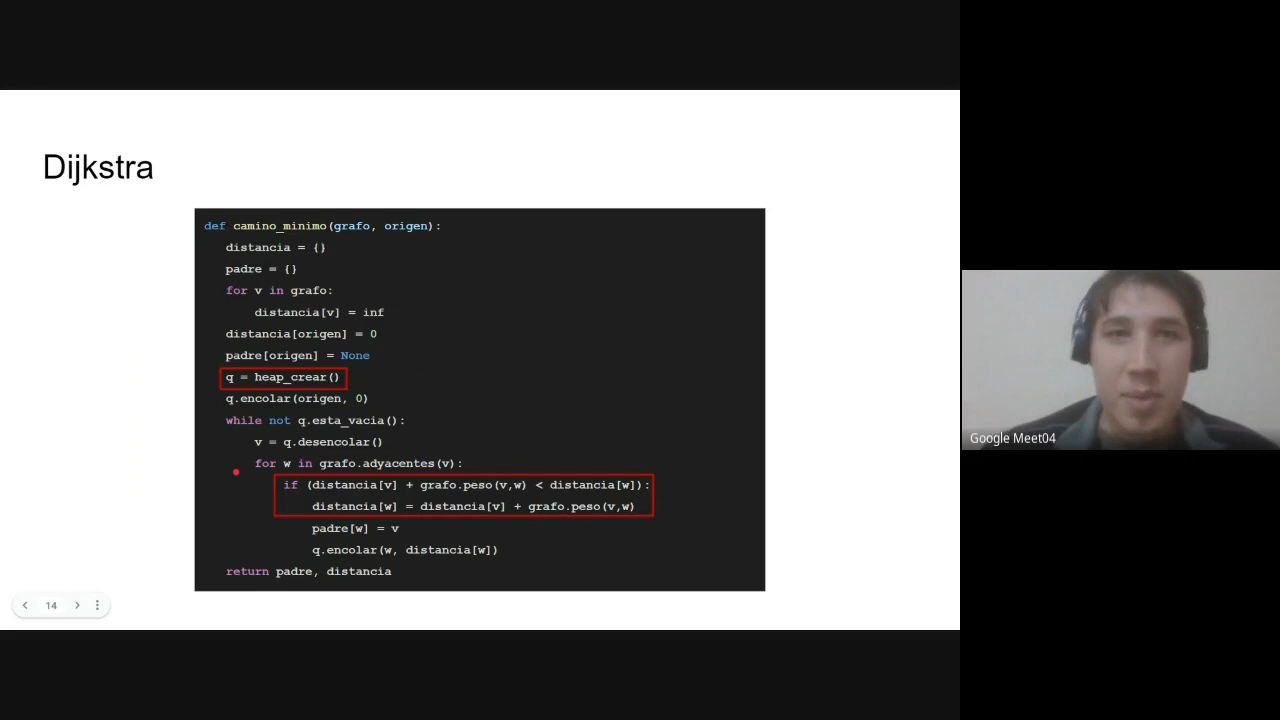 Dijkstra
def camino_minimo(grafo, origen):
distancia = {}
padre = {}
for v in grafo:
distancia[v] = inf
distancia[origen] = 0
padre[origen] = None
q = heap_crear()
q.encolar(origen, 0)
while not q.esta_vacia():
v = q.desencolar()
for w in grafo.adyacentes(v):
if (distancia[v] + grafo.peso(v,w) < distancia[w]):
distancia[w] = distancia[v] + grafo.peso(v,w)
padre[w] = v
q.encolar(w, distancia[w])
return padre, distancia
14
Google Meet04